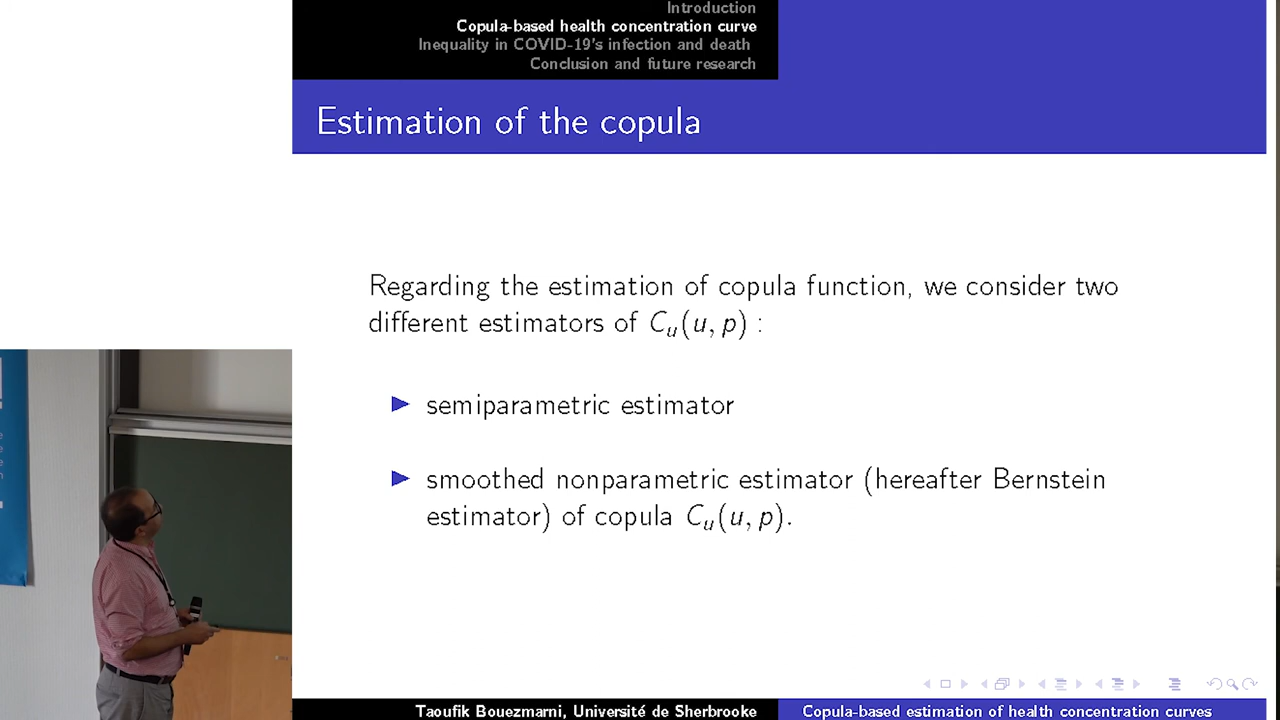 Introduction
Copula-based health concentration curve
Inequality in COVID-19's infection and death
Conclusion and future research
Estimation of the copula
Regarding the estimation of copula function, we consider two
different estimators of C_u(u, p) :
▶ semiparametric estimator
▶ smoothed nonparametric estimator (hereafter Bernstein
estimator) of copula C_u(u, p).
Taoufik Bouezmarni, Université de Sherbrooke
Copula-based estimation of health concentration curves